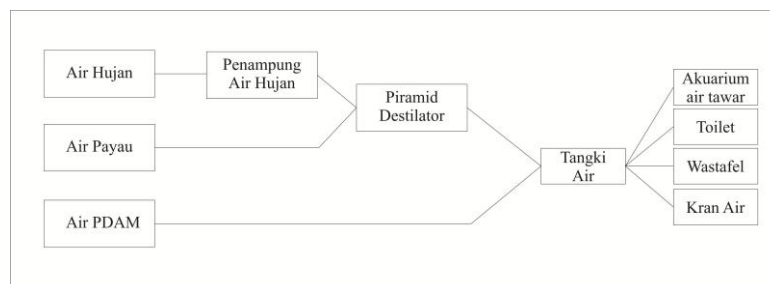 Air Hujan
Penampung
Air Hujan
Piramid
Destilator
Air Payau
Air PDAM
Tangki
Air
Akuarium
air tawar
Toilet
Wastafel
Kran Air